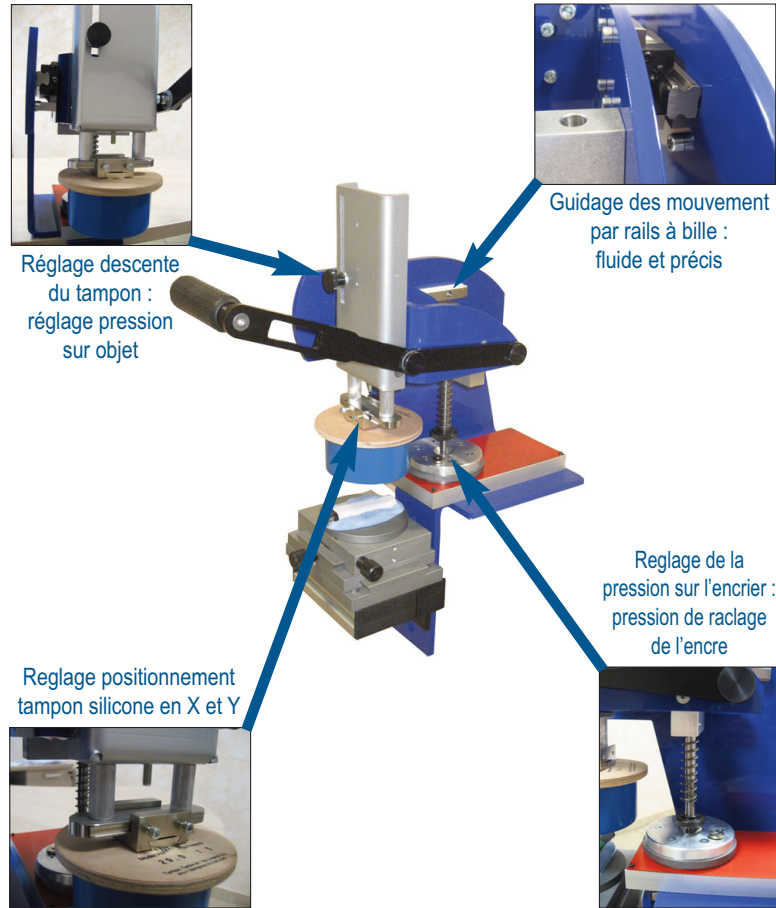 Guidage des mouvement
par rails à bille :
fluide et précis
Réglage descente
du tampon :
réglage pression
sur objet
Reglage de la
pression sur l'encrier :
pression de raclage
de l'encre
Reglage positionnement
tampon silicone en X et Y